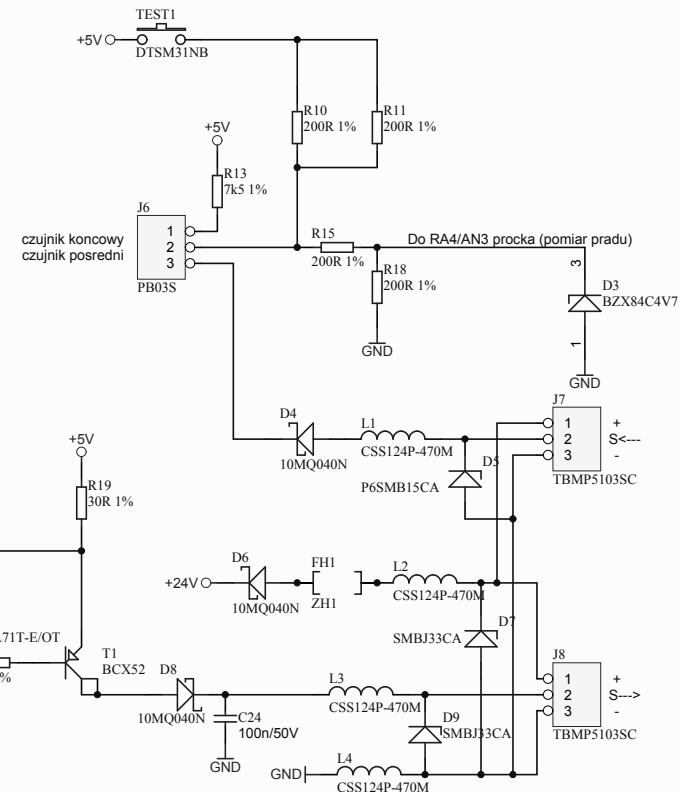 TEST1
+5V
DTSM31NB
R10
200R 1%
R11
200R 1%
+5V
R13
7k5 1%
J6
1
2
3
PB03S
czujnik koncowy
czujnik posredni
R15
200R 1%
Do RA4/AN3 procka (pomiar pradu)
R18
200R 1%
GND
3
D3
BZX84C4V7
1
GND
J7
1 +
2 S<---
3 -
TBMP5103SC
D4
10MQ040N
L1
CSS124P-470M
D5
P6SMB15CA
+5V
R19
30R 1%
D6
+24V
10MQ040N
FH1
ZH1
L2
CSS124P-470M
D7
SMBJ33CA
L71T-E/OT
%
T1
BCX52
D8
10MQ040N
C24
100n/50V
GND
L3
CSS124P-470M
D9
SMBJ33CA
J8
1 +
2 S--->
3 -
TBMP5103SC
L4
GND
CSS124P-470M